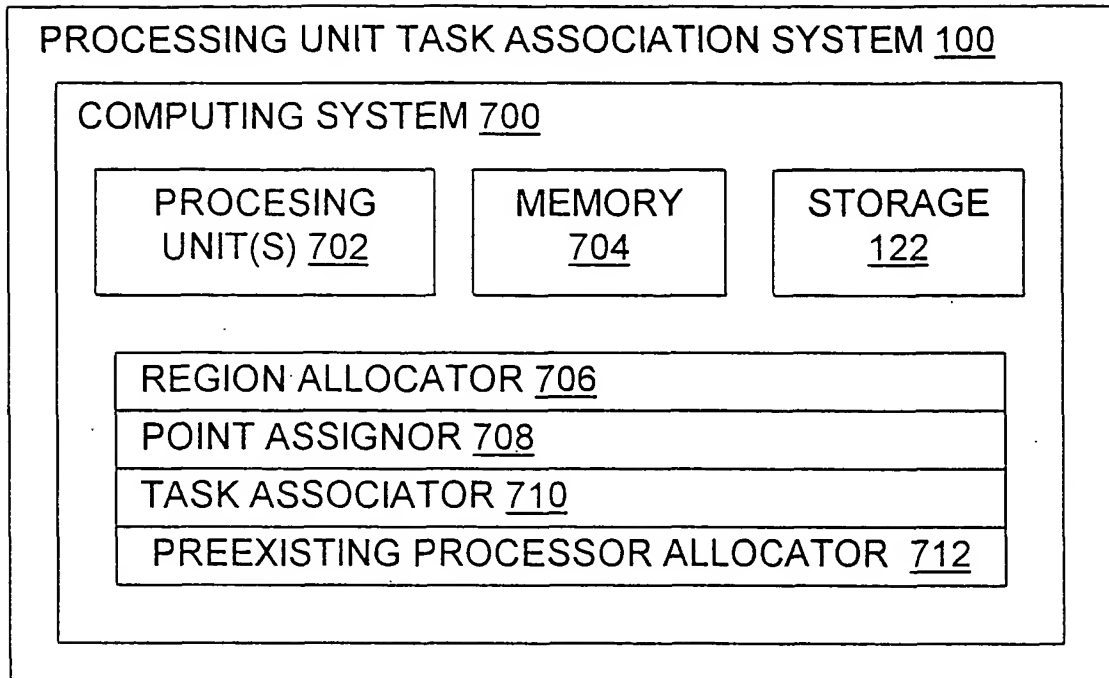 PROCESSING UNIT TASK ASSOCIATION SYSTEM 100
COMPUTING SYSTEM 700
PROCESING
UNIT(S) 702
MEMORY
704
STORAGE
122
REGION ALLOCATOR 706
POINT ASSIGNOR 708
TASK ASSOCIATOR 710
PREEXISTING PROCESSOR ALLOCATOR 712